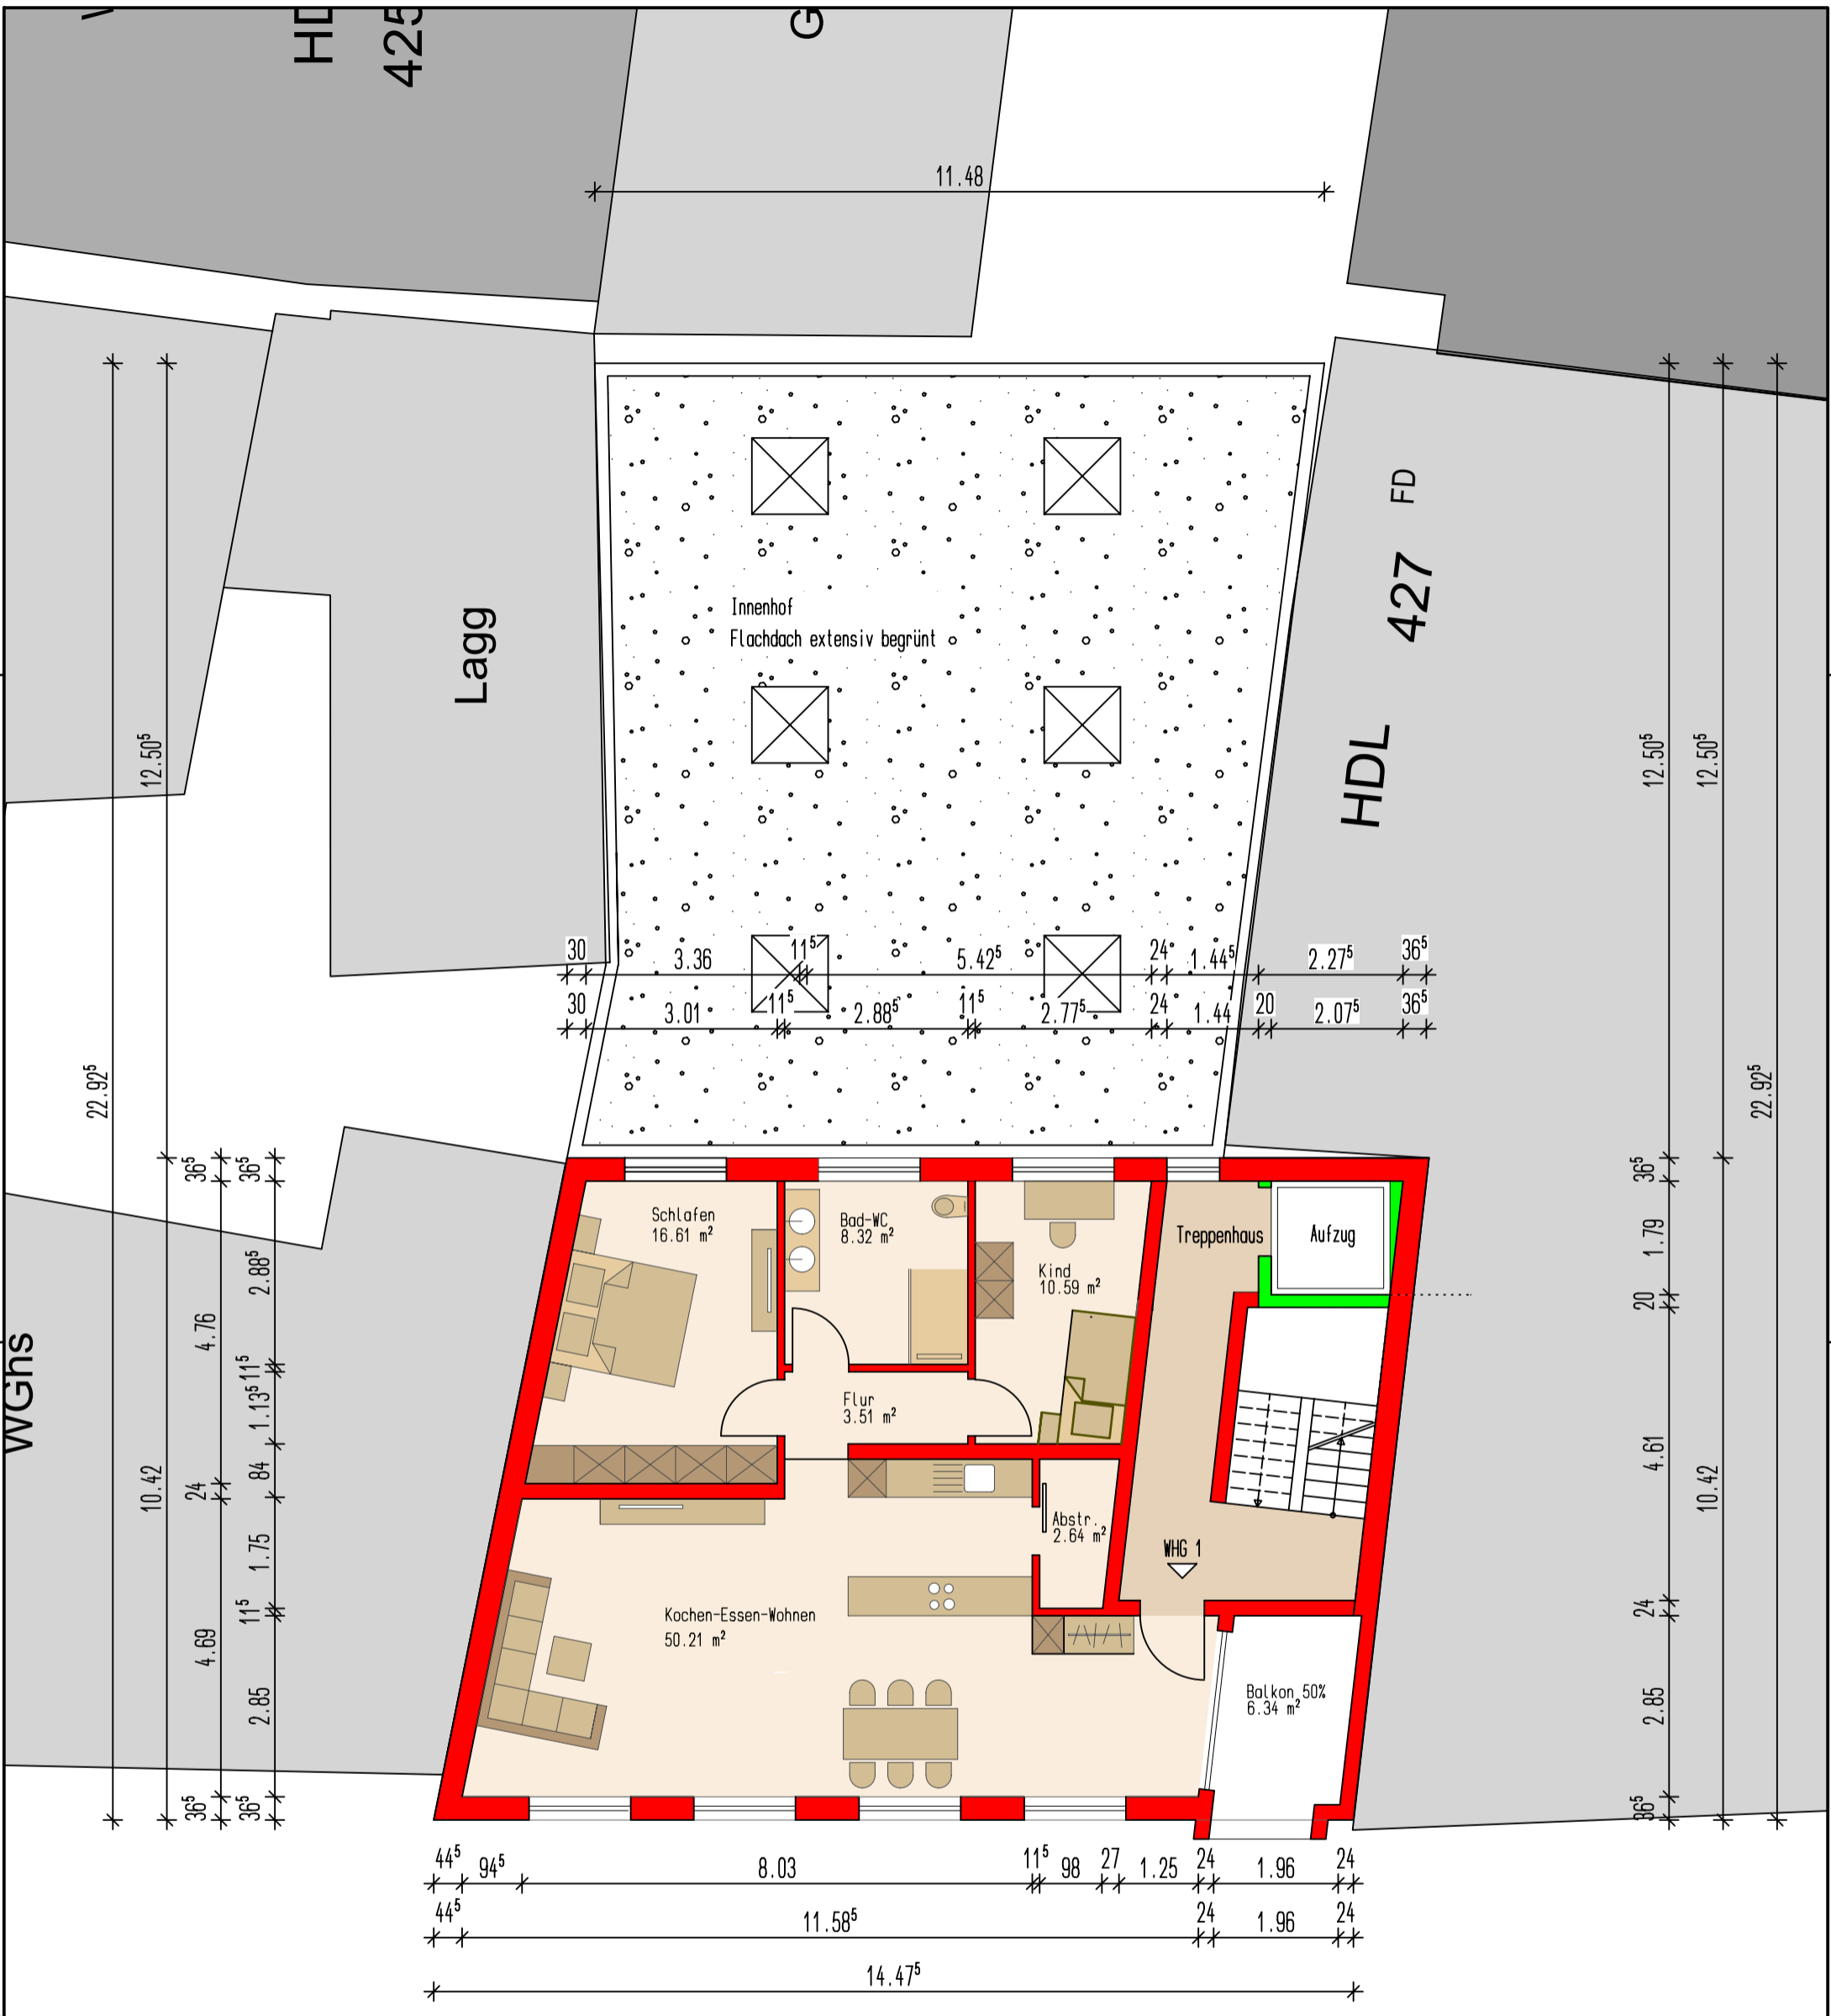 HD
425
G
11.48
Lagg
FD
427
HDL
Innenhof
Flachdach extensiv begrünt
12.50⁵
22.92⁵
12.50⁵
12.50⁵
22.92⁵
30 3.36 11⁵ 5.42⁵ 24 1.44⁵ 2.27⁵ 36⁵
30 3.01 11⁵ 2.88⁵ 11⁵ 2.77⁵ 24 1.44 20 2.07⁵ 36⁵
WGhs
10.42
36⁵
4.76
24
4.69
36⁵
36⁵
2.88⁵
11⁵
1.13⁵
84
1.75
11⁵
2.85
36⁵
Schlafen
16.61 m²
Bad-WC
8.32 m²
Kind
10.59 m²
Treppenhaus
Aufzug
Flur
3.51 m²
Abstr.
2.64 m²
WHG 1
Kochen-Essen-Wohnen
50.21 m²
Balkon 50%
6.34 m²
36⁵
1.79
20
4.61
24
2.85
36⁵
10.42
44⁵ 94⁵ 8.03 11⁵ 98 27 1.25 24 1.96 24
44⁵ 11.58⁵ 24 1.96 24
14.47⁵